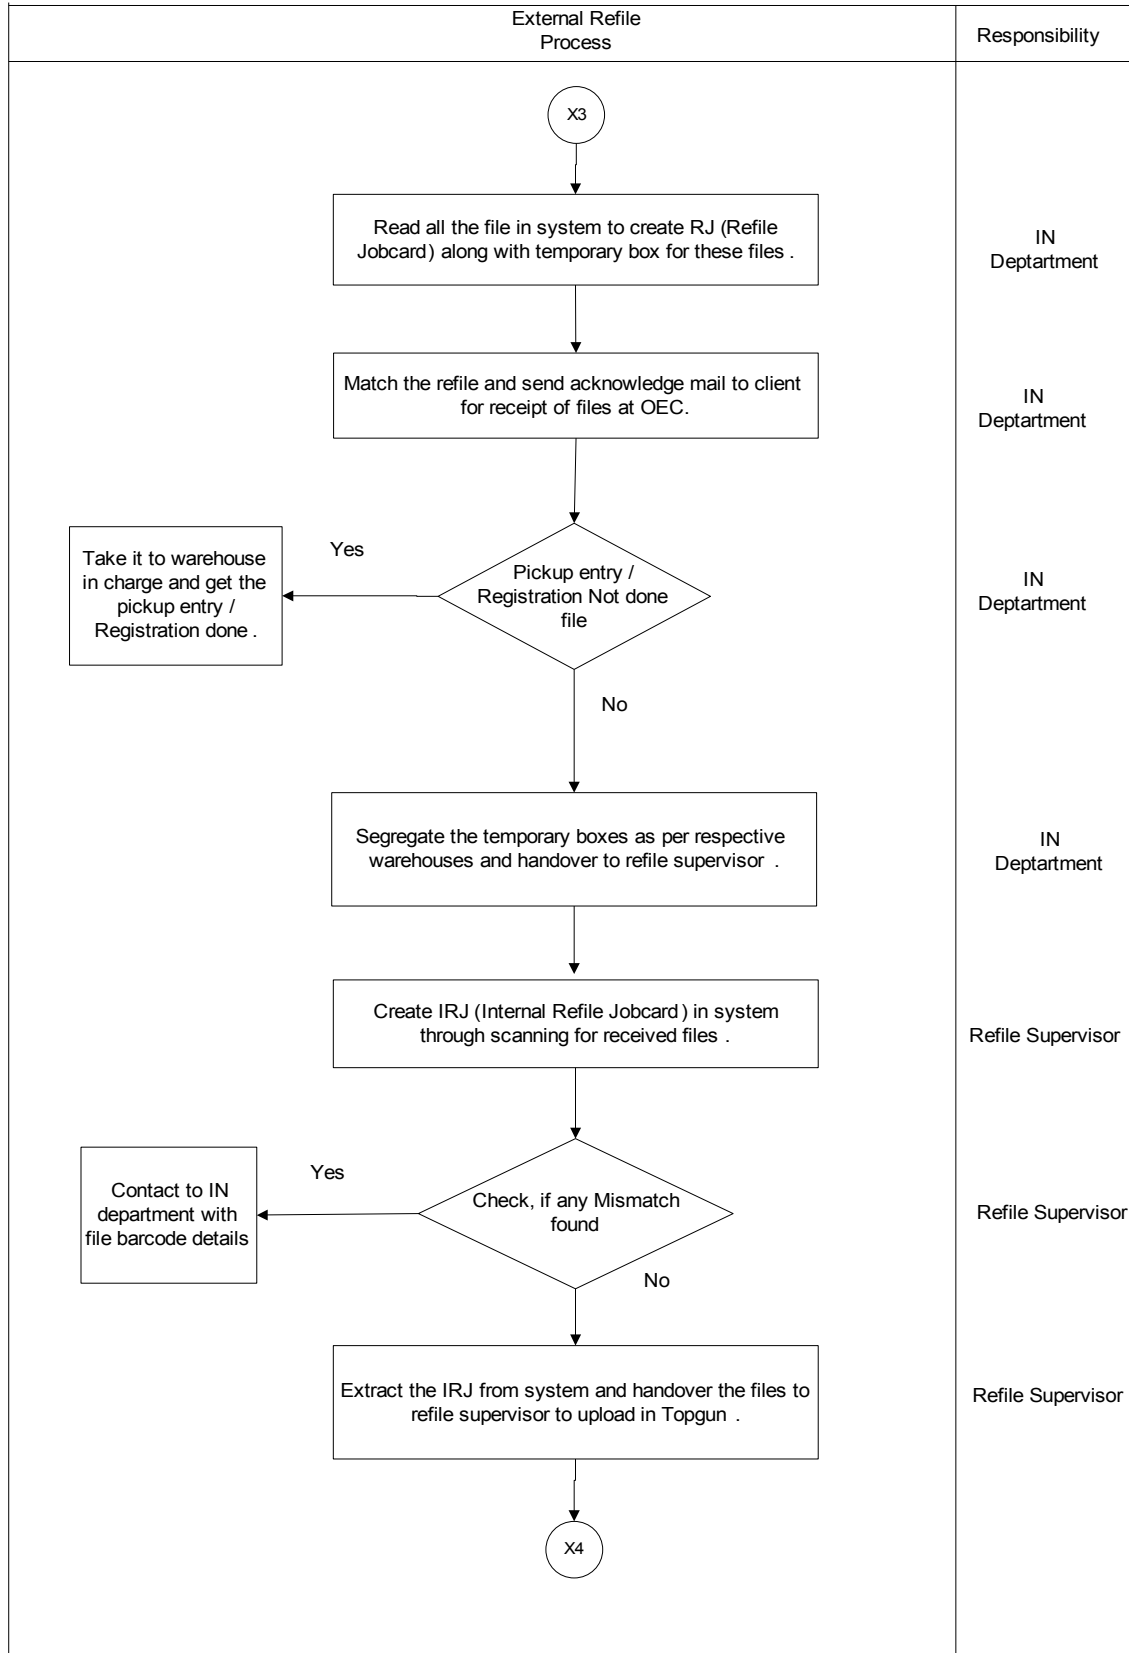 External Refile
Process
Responsibility
X3
Read all the file in system to create RJ (Refile
Jobcard) along with temporary box for these files .
IN
Deptartment
Match the refile and send acknowledge mail to client
for receipt of files at OEC.
IN
Deptartment
Take it to warehouse
in charge and get the
pickup entry /
Registration done .
Yes
Pickup entry /
Registration Not done
file
IN
Deptartment
No
Segregate the temporary boxes as per respective
warehouses and handover to refile supervisor .
IN
Deptartment
Create IRJ (Internal Refile Jobcard) in system
through scanning for received files .
Refile Supervisor
Contact to IN
department with
file barcode details
Yes
Check, if any Mismatch
found
Refile Supervisor
No
Extract the IRJ from system and handover the files to
refile supervisor to upload in Topgun .
Refile Supervisor
X4